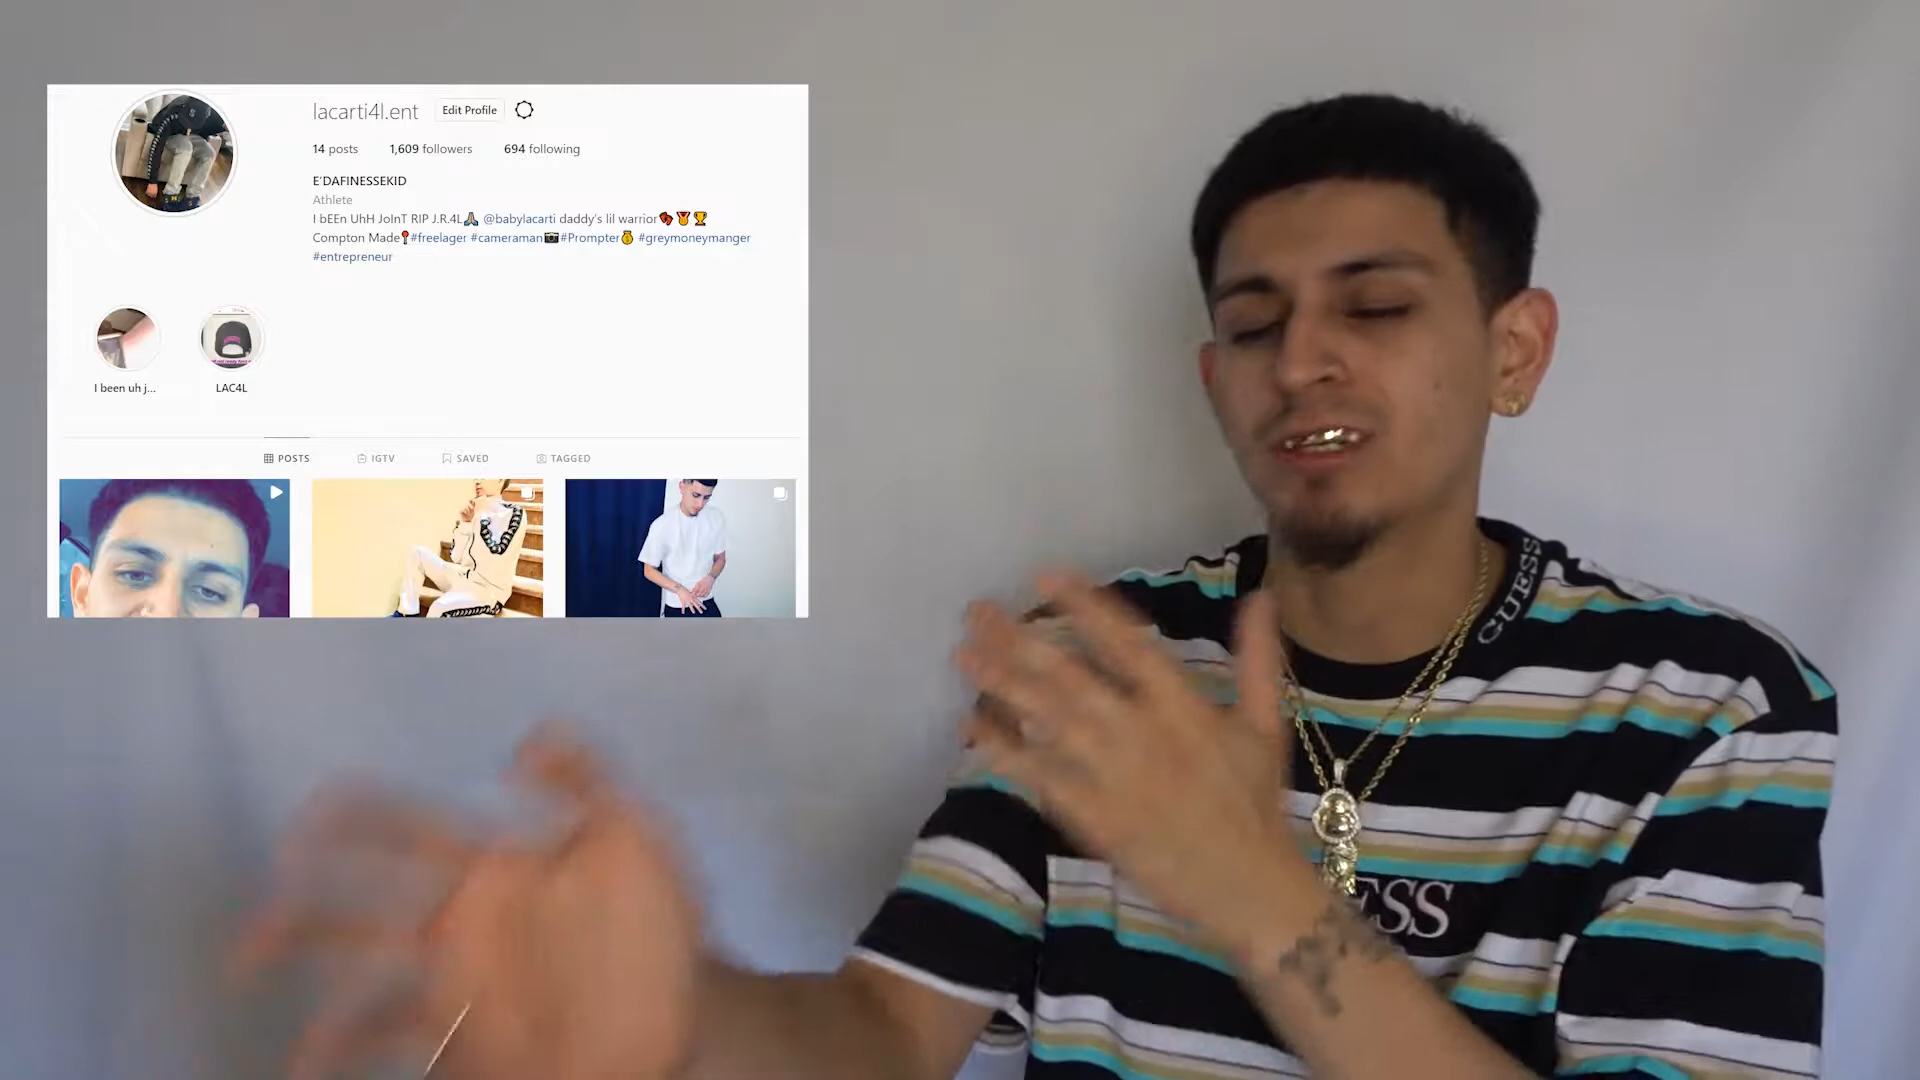 lacarti4l.ent Edit Profile
14 posts 1,609 followers 694 following
E'DAFINESSEKID
Athlete
I bEEn UhH JoInT RIP J.R.4L🙏🏼 @babylacarti daddy's lil warrior🥊🏅🏆
Compton Made📍#freelager #cameraman📷#Prompter💰 #greymoneymanger
#entrepreneur
I been uh j...
LAC4L
POSTS IGTV SAVED TAGGED
GUESS
ESS